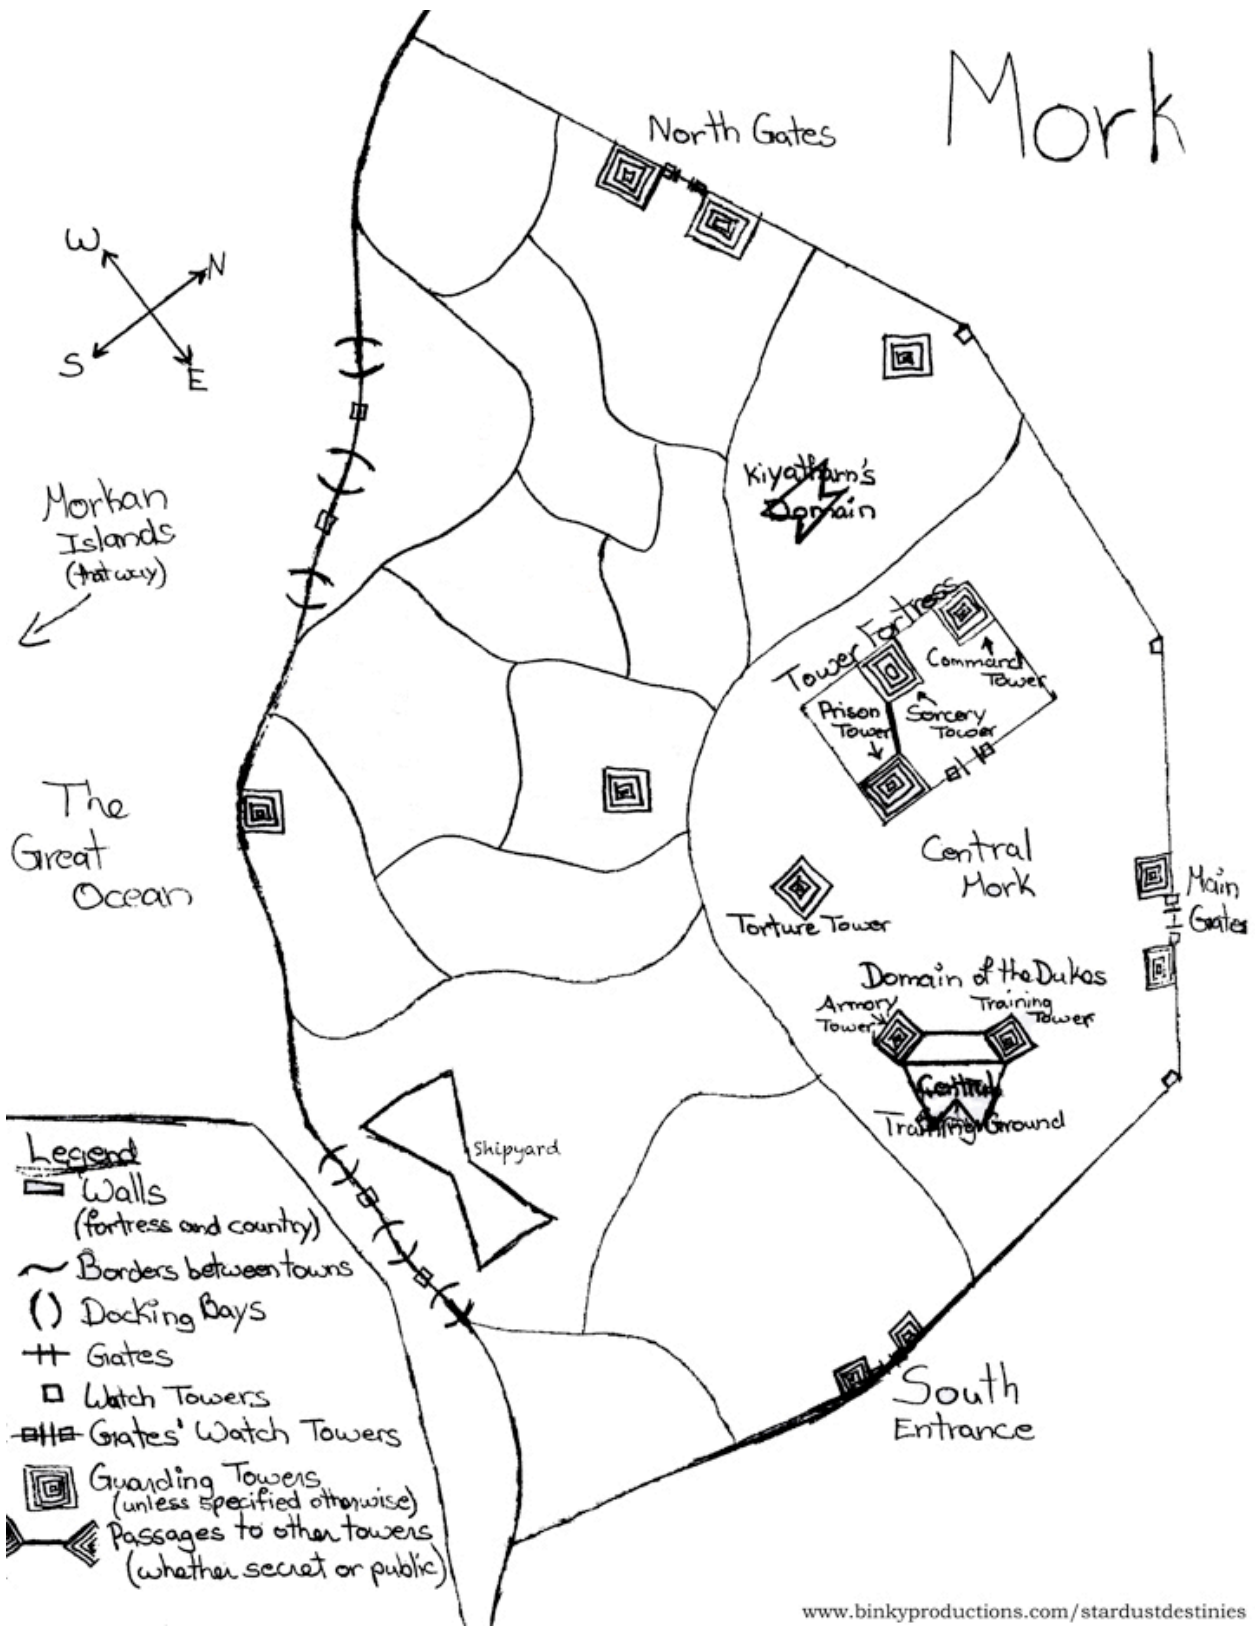 Mork
North Gates
W
N
S
E
Morkan
Islands
(that way)
Kiyatharn's
Domain
Tower Fortress
Command
Tower
Prison
Tower
Sorcery
Tower
The
Great
Ocean
Central
Mork
Main
Gates
Torture Tower
Domain of the Dukes
Armory
Tower
Training
Tower
Central
Training Ground
Shipyard
South
Entrance
Legend
Walls
(fortress and country)
Borders between towns
Docking Bays
Gates
Watch Towers
Gates' Watch Towers
Guarding Towers
(unless specified otherwise)
Passages to other towers
(whether secret or public)
www.binkyproductions.com/stardustdestinies